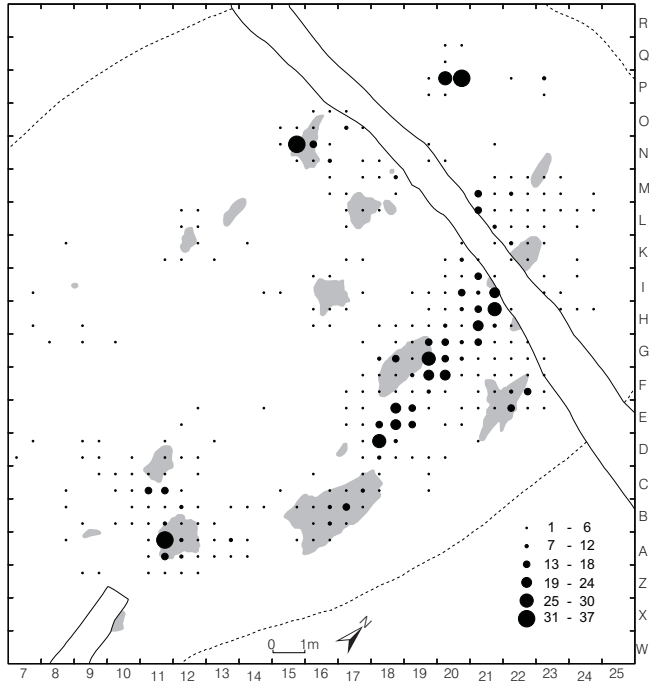 R
Q
P
O
N
M
L
K
I
H
G
F
E
D
C
B
A
Z
X
W
1 - 6
7 - 12
13 - 18
19 - 24
25 - 30
31 - 37
0 1m
N
7 8 9 10 11 12 13 14 15 16 17 18 19 20 21 22 23 24 25